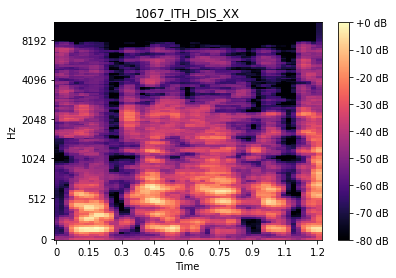 1067_ITH_DIS_XX
Hz
8192
4096
2048
1024
512
0
0
0.15
0.3
0.45
0.6
0.75
0.9
1.1
1.2
Time
+0 dB
-10 dB
-20 dB
-30 dB
-40 dB
-50 dB
-60 dB
-70 dB
-80 dB